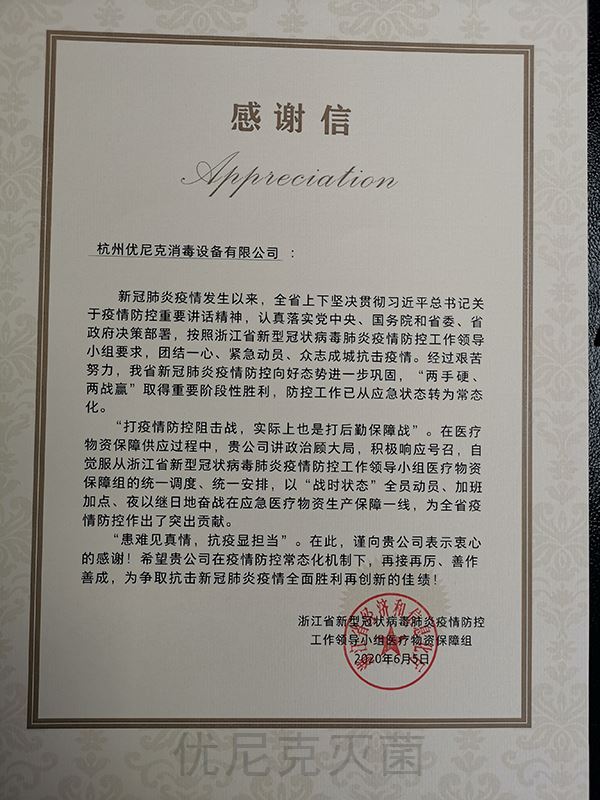 感谢信
Appreciation
杭州优尼克消毒设备有限公司：
新冠肺炎疫情发生以来，全省上下坚决贯彻习近平总书记关
于疫情防控重要讲话精神，认真落实党中央、国务院和省委、省
政府决策部署，按照浙江省新型冠状病毒肺炎疫情防控工作领导
小组要求，团结一心、紧急动员、众志成城抗击疫情。经过艰苦
努力，我省新冠肺炎疫情防控向好态势进一步巩固，“两手硬、
两战赢”取得重要阶段性胜利，防控工作已从应急状态转为常态
化。
“打疫情防控阻击战，实际上也是打后勤保障战”。在医疗
物资保障供应过程中，贵公司讲政治顾大局，积极响应号召，自
觉服从浙江省新型冠状病毒肺炎疫情防控工作领导小组医疗物资
保障组的统一调度、统一安排，以“战时状态”全员动员、加班
加点、夜以继日地奋战在应急医疗物资生产保障一线，为全省疫
情防控作出了突出贡献。
“患难见真情，抗疫显担当”。在此，谨向贵公司表示衷心
的感谢！希望贵公司在疫情防控常态化机制下，再接再厉、善作
善成，为争取抗击新冠肺炎疫情全面胜利再创新的佳绩！
浙江省新型冠状病毒肺炎疫情防控
工作领导小组医疗物资保障组
2020年6月5日
浙江省经济和信息化厅
优尼克灭菌